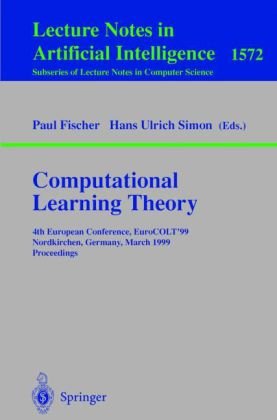 Lecture Notes in
Artificial Intelligence 1572
Subseries of Lecture Notes in Computer Science
Paul Fischer Hans Ulrich Simon (Eds.)
Computational
Learning Theory
4th European Conference, EuroCOLT'99
Nordkirchen, Germany, March 1999
Proceedings
Springer